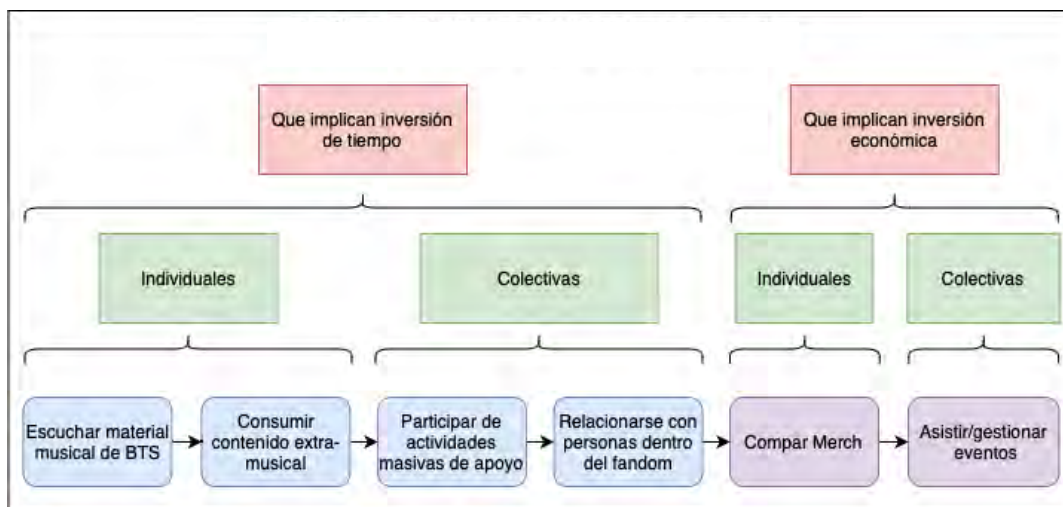 Que implican inversión
de tiempo
Que implican inversión
económica
Individuales
Colectivas
Individuales
Colectivas
Escuchar material
musical de BTS
Consumir
contenido extra-
musical
Participar de
actividades
masivas de apoyo
Relacionarse con
personas dentro
del fandom
Compar Merch
Asistir/gestionar
eventos